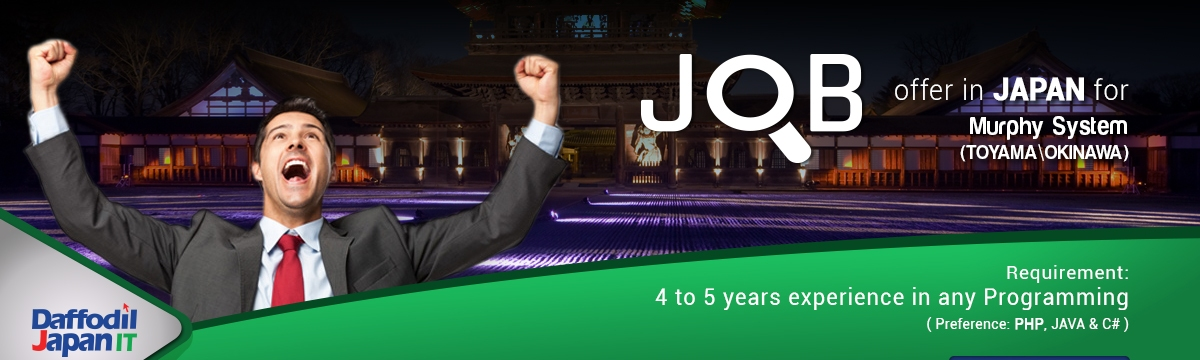 JOB
offer in JAPAN for
Murphy System
(TOYAMA\OKINAWA)
Requirement:
4 to 5 years experience in any Programming
( Preference: PHP, JAVA & C# )
Daffodil
Japan IT